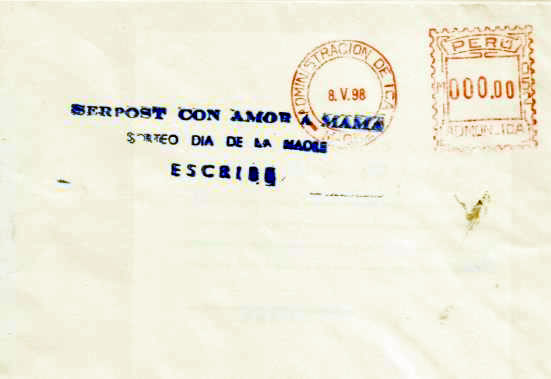 ADMINISTRACION DE ICA
8.V.98
PERU
000.00
ADMON.ICA
SERPOST CON AMOR A MAMA
SORTEO DIA DE LA MADRE
ESCRIBE